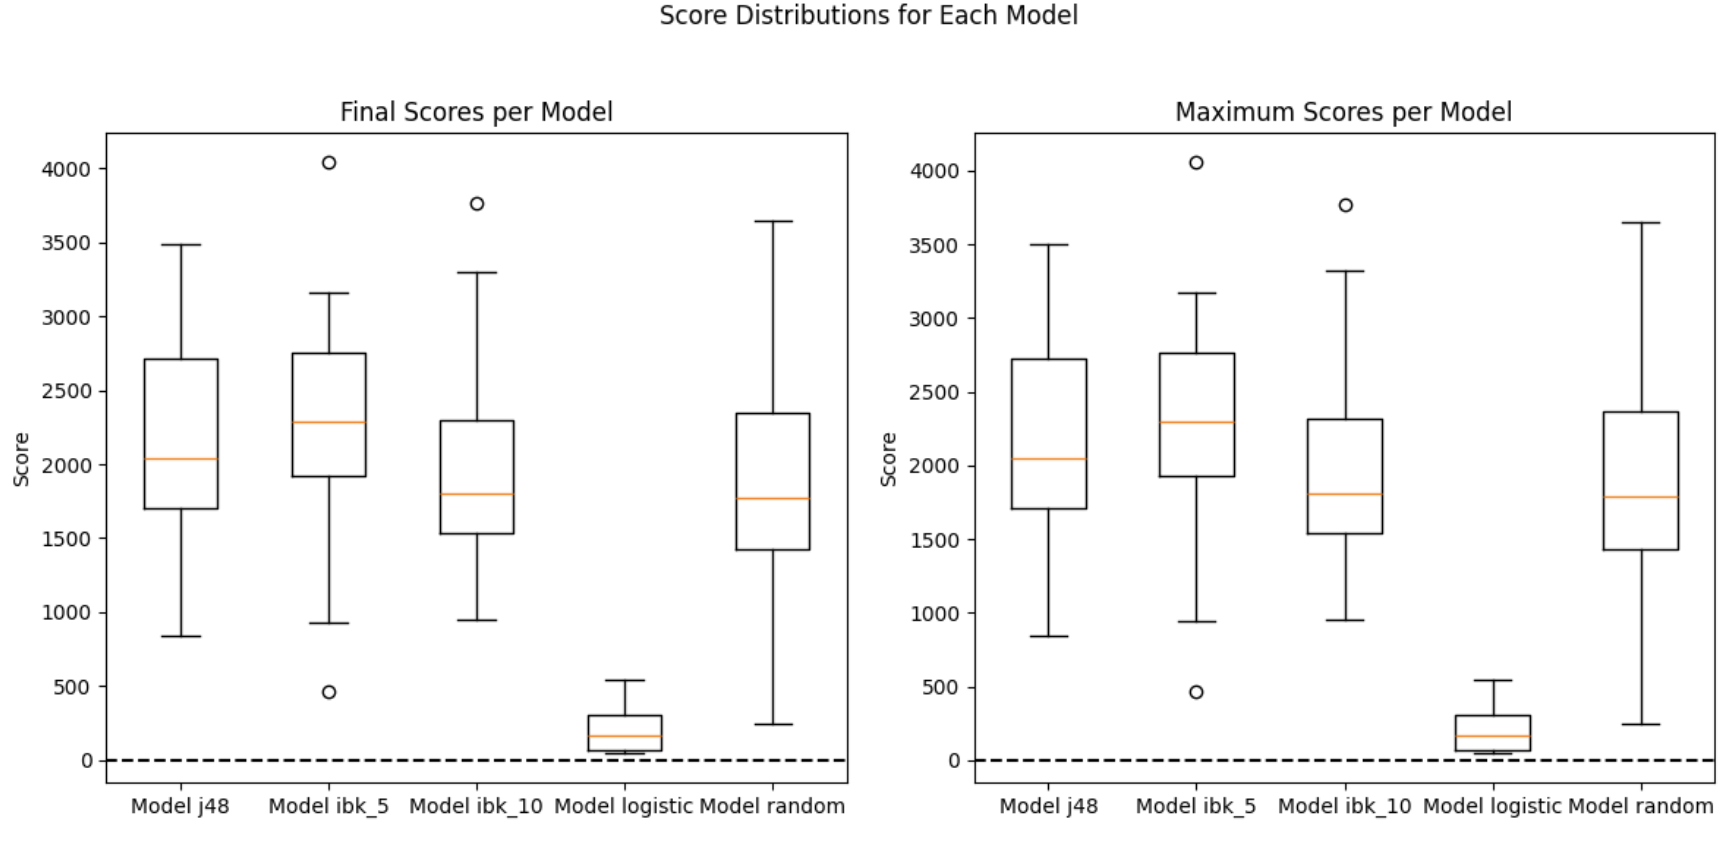 Score Distributions for Each Model
Final Scores per Model
Score
4000
3500
3000
2500
2000
1500
1000
500
0
Model j48 Model ibk_5 Model ibk_10 Model logistic Model random
Maximum Scores per Model
Score
4000
3500
3000
2500
2000
1500
1000
500
0
Model j48 Model ibk_5 Model ibk_10 Model logistic Model random